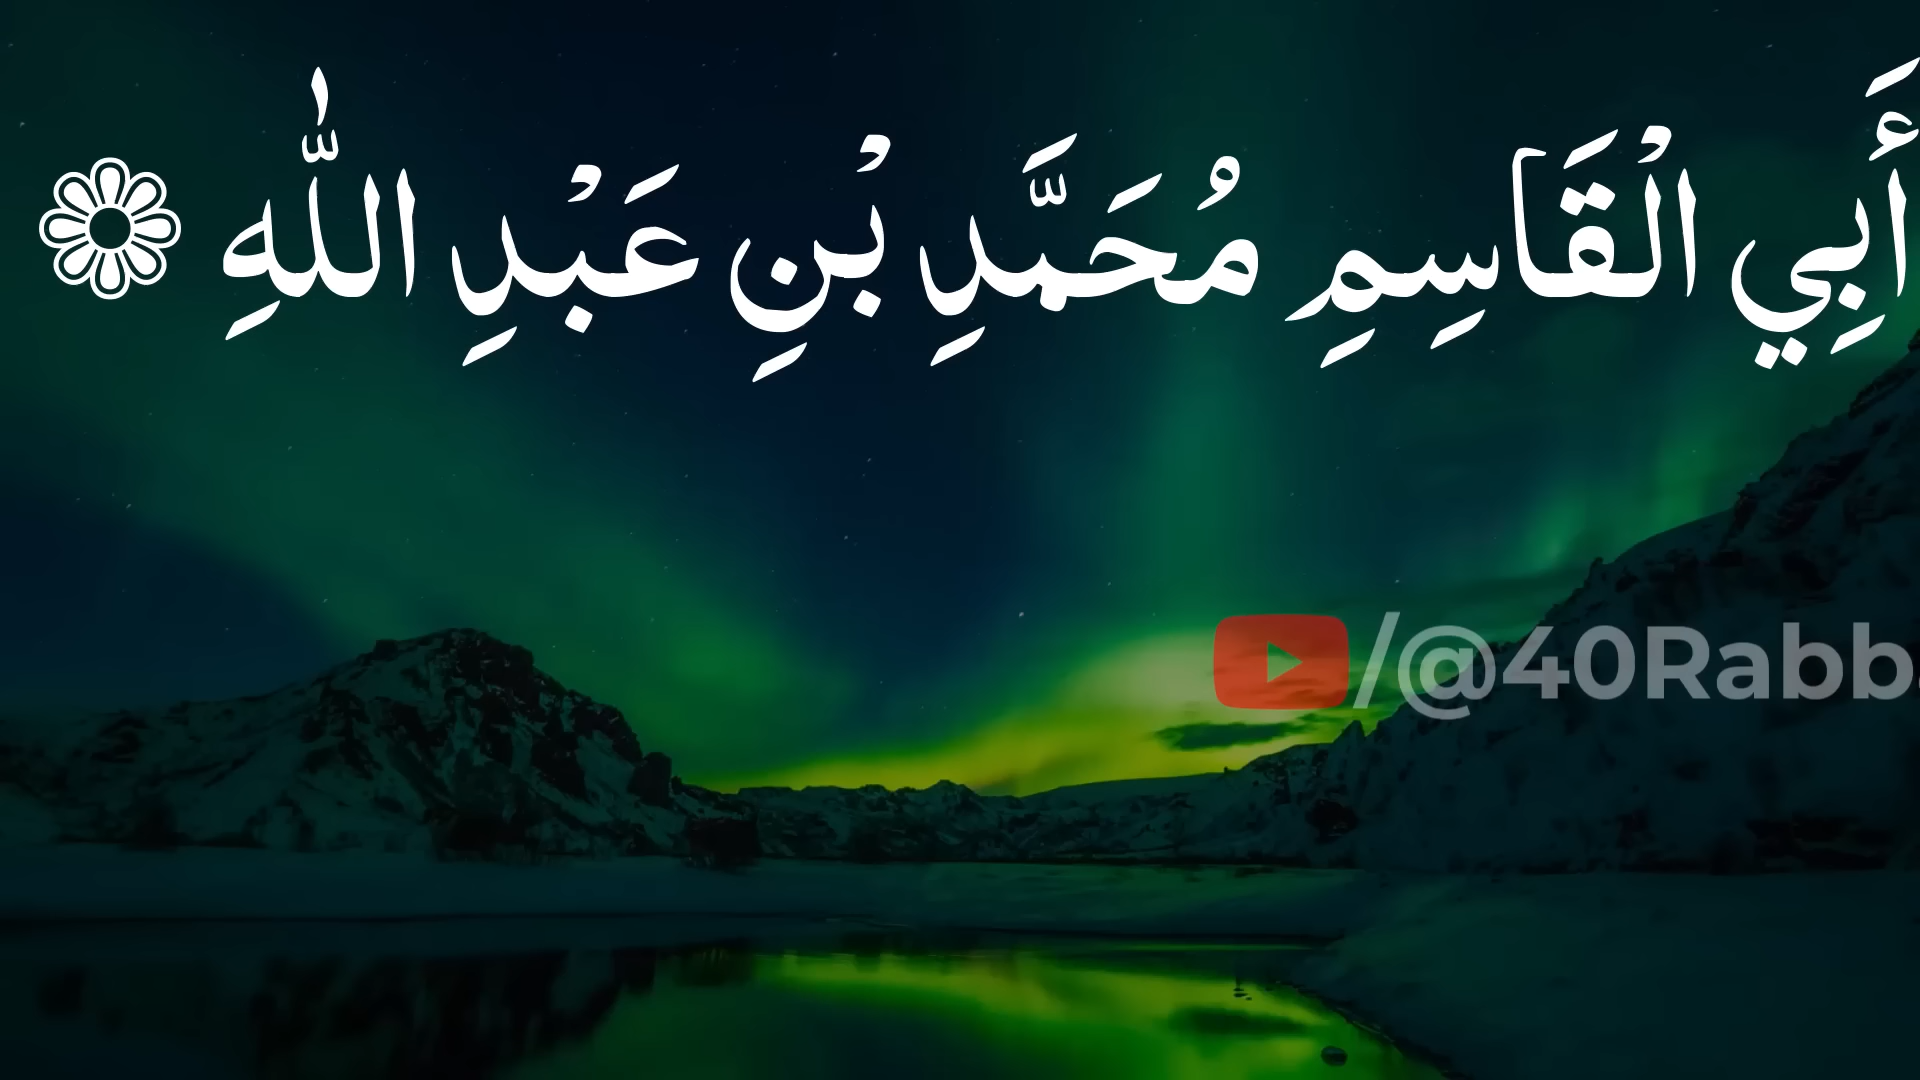 أَبِي الْقَاسِمِ مُحَمَّدِ بْنِ عَبْدِ اللّٰهِ ۞
/@40Rabb